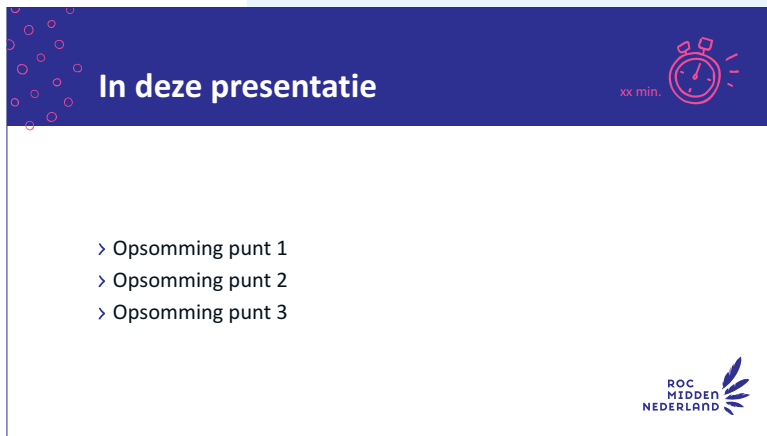 In deze presentatie
xx min.
Opsomming punt 1
Opsomming punt 2
Opsomming punt 3
ROC
MIDDEN
NEDERLAND